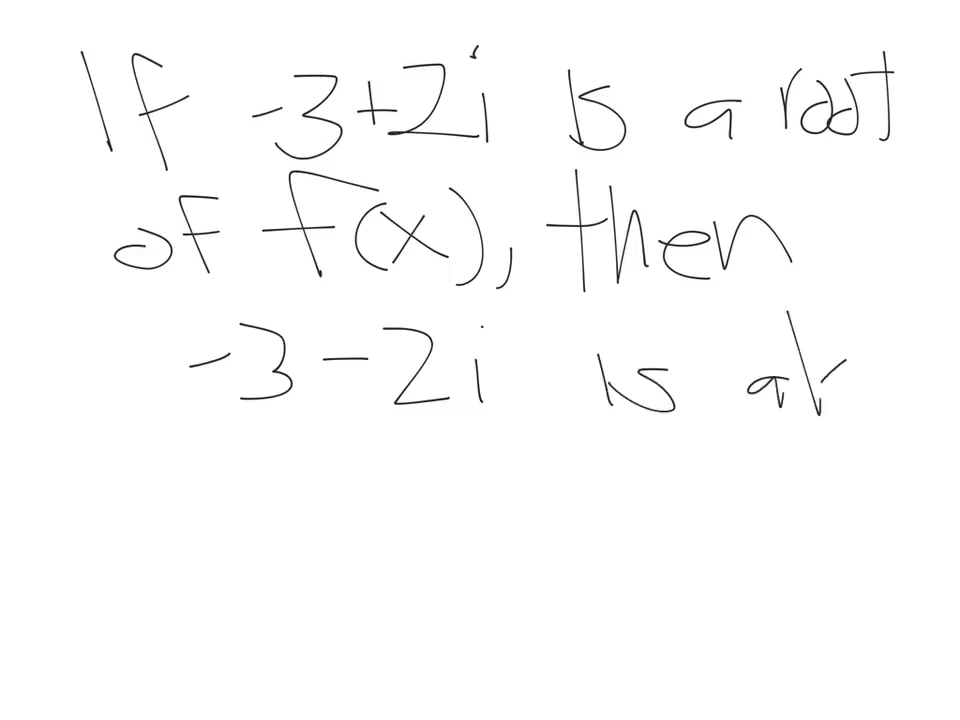 If -3+2i is a root
of f(x), then
-3-2i is